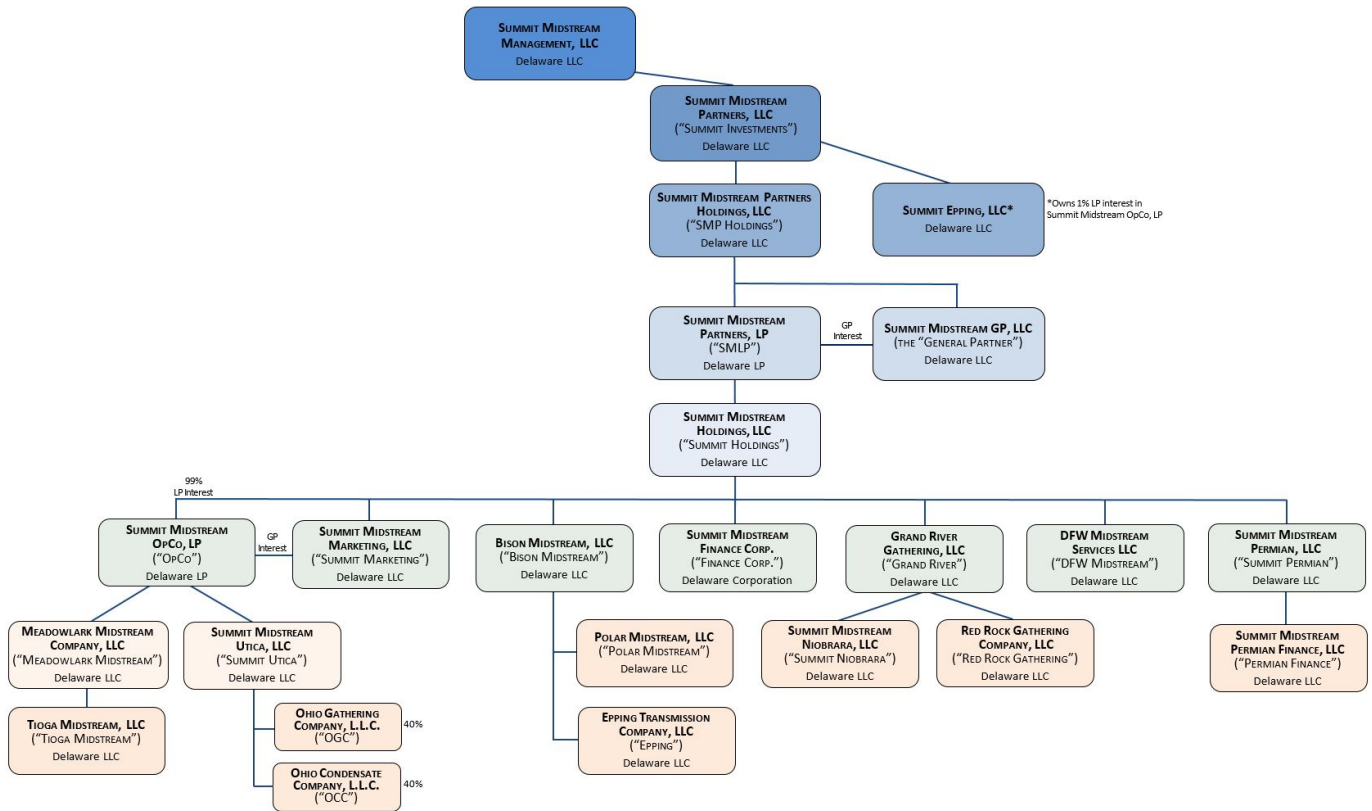 SUMMIT MIDSTREAM
MANAGEMENT, LLC
Delaware LLC
SUMMIT MIDSTREAM
PARTNERS, LLC
(“SUMMIT INVESTMENTS”)
Delaware LLC
SUMMIT MIDSTREAM PARTNERS
HOLDINGS, LLC
(“SMP HOLDINGS”)
Delaware LLC
SUMMIT EPPING, LLC*
Delaware LLC
*Owns 1% LP interest in
Summit Midstream OpCo, LP
SUMMIT MIDSTREAM
PARTNERS, LP
(“SMLP”)
Delaware LP
GP
Interest
SUMMIT MIDSTREAM GP, LLC
(THE “GENERAL PARTNER”)
Delaware LLC
SUMMIT MIDSTREAM
HOLDINGS, LLC
(“SUMMIT HOLDINGS”)
Delaware LLC
99%
LP Interest
SUMMIT MIDSTREAM
OPCO, LP
(“OPCO”)
Delaware LP
GP
Interest
SUMMIT MIDSTREAM
MARKETING, LLC
(“SUMMIT MARKETING”)
Delaware LLC
BISON MIDSTREAM, LLC
(“BISON MIDSTREAM”)
Delaware LLC
SUMMIT MIDSTREAM
FINANCE CORP.
(“FINANCE CORP.”)
Delaware Corporation
GRAND RIVER
GATHERING, LLC
(“GRAND RIVER”)
Delaware LLC
DFW MIDSTREAM
SERVICES LLC
(“DFW MIDSTREAM”)
Delaware LLC
SUMMIT MIDSTREAM
PERMIAN, LLC
(“SUMMIT PERMIAN”)
Delaware LLC
MEADOWLARK MIDSTREAM
COMPANY, LLC
(“MEADOWLARK MIDSTREAM”)
Delaware LLC
SUMMIT MIDSTREAM
UTICA, LLC
(“SUMMIT UTICA”)
Delaware LLC
POLAR MIDSTREAM, LLC
(“POLAR MIDSTREAM”)
Delaware LLC
SUMMIT MIDSTREAM
NIOBRARA, LLC
(“SUMMIT NIOBRARA”)
Delaware LLC
RED ROCK GATHERING
COMPANY, LLC
(“RED ROCK GATHERING”)
Delaware LLC
SUMMIT MIDSTREAM
PERMIAN FINANCE, LLC
(“PERMIAN FINANCE”)
Delaware LLC
TIOGA MIDSTREAM, LLC
(“TIOGA MIDSTREAM”)
Delaware LLC
OHIO GATHERING
COMPANY, L.L.C.
(“OGC”)
40%
EPPING TRANSMISSION
COMPANY, LLC
(“EPPING”)
Delaware LLC
OHIO CONDENSATE
COMPANY, L.L.C.
(“OCC”)
40%